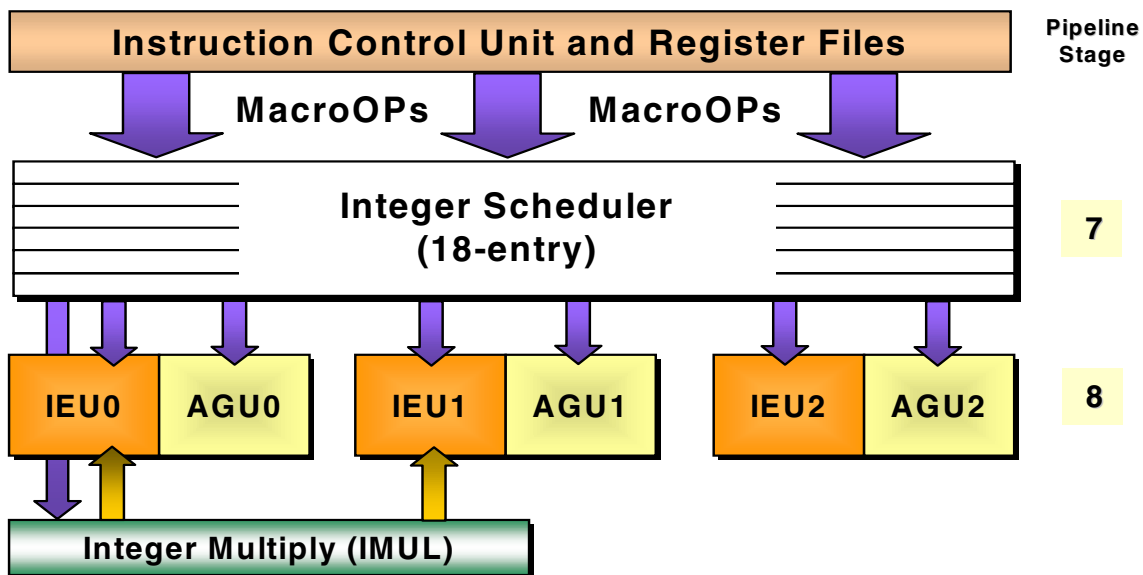 Instruction Control Unit and Register Files
Pipeline
Stage
MacroOPs
MacroOPs
Integer Scheduler
(18-entry)
7
IEU0
AGU0
IEU1
AGU1
IEU2
AGU2
8
Integer Multiply (IMUL)